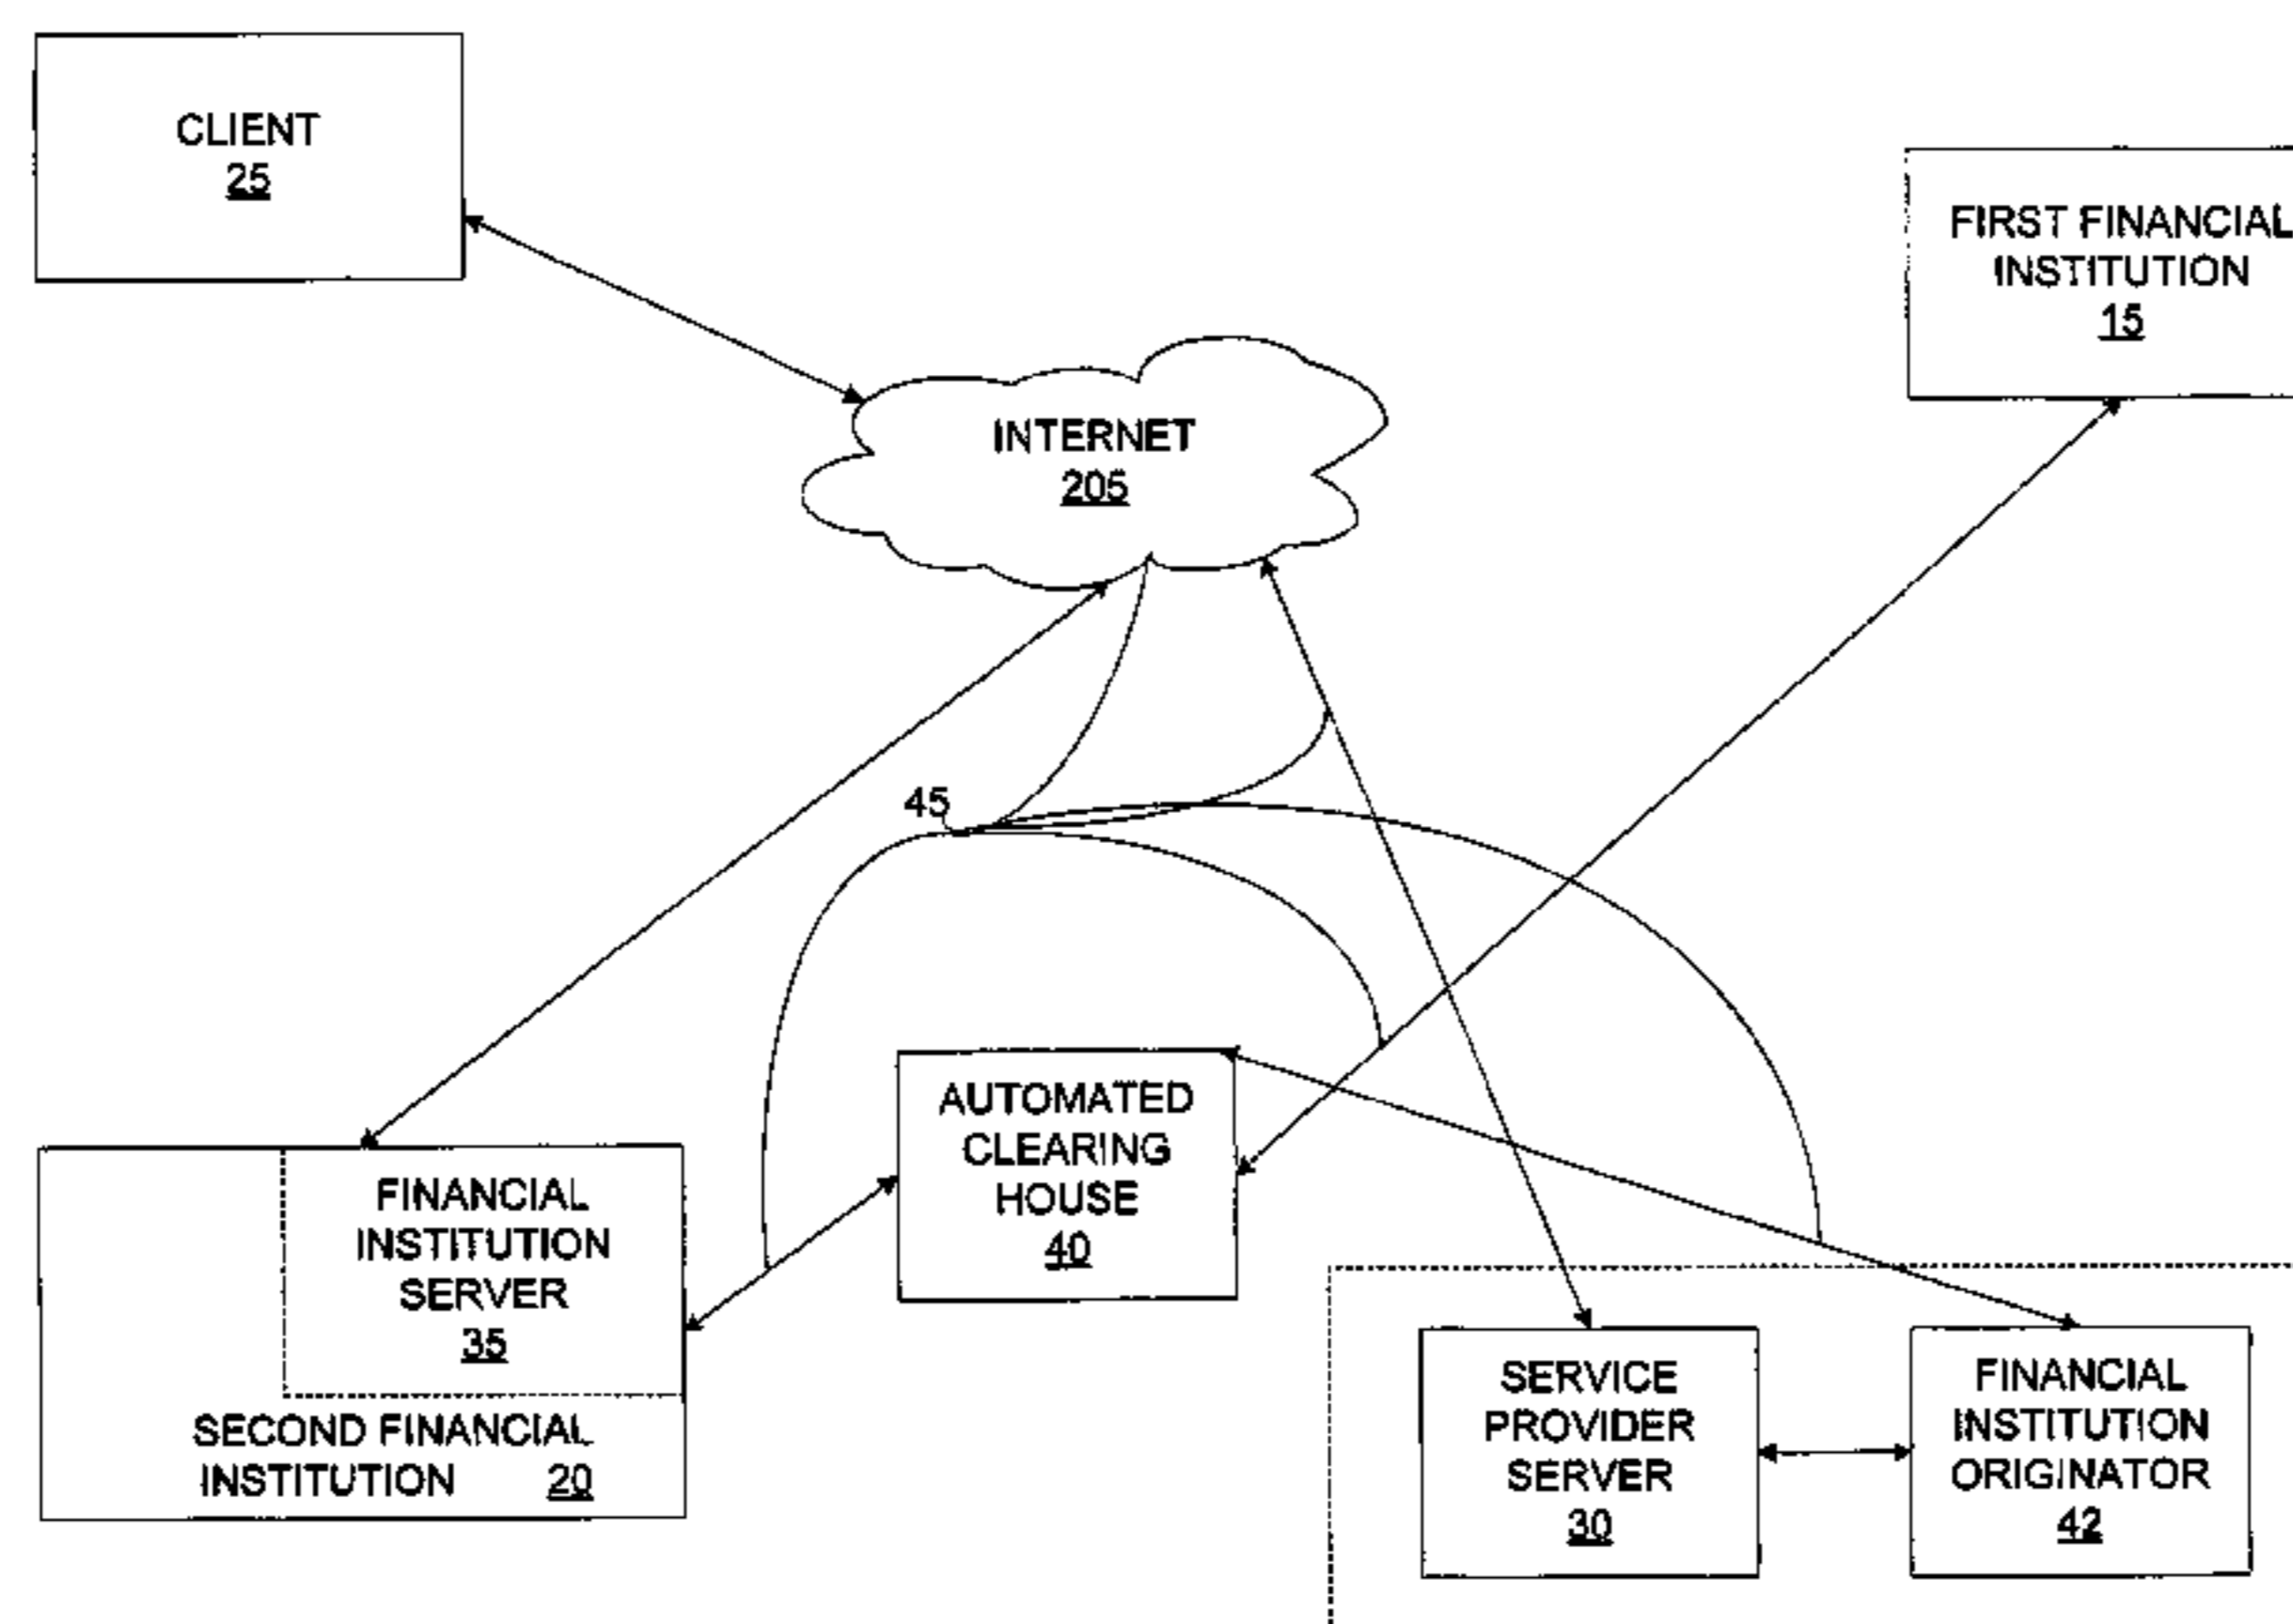 CLIENT
25
FIRST FINANCIAL
INSTITUTION
15
INTERNET
205
45
AUTOMATED
CLEARING
HOUSE
40
FINANCIAL
INSTITUTION
SERVER
35
SECOND FINANCIAL
INSTITUTION 20
SERVICE
PROVIDER
SERVER
30
FINANCIAL
INSTITUTION
ORIGINATOR
42